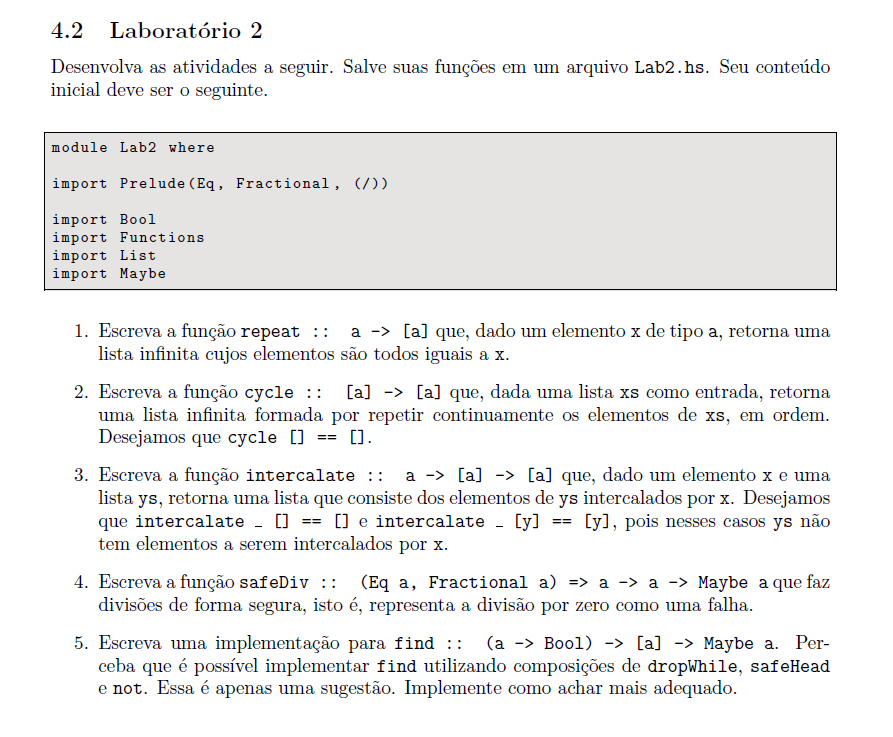 4.2 Laboratório 2
Desenvolva as atividades a seguir. Salve suas funções em um arquivo Lab2.hs. Seu conteúdo
inicial deve ser o seguinte.
module Lab2 where
import Prelude(Eq, Fractional, (/))
import Bool
import Functions
import List
import Maybe
1. Escreva a função repeat :: a -> [a] que, dado um elemento x de tipo a, retorna uma
lista infinita cujos elementos são todos iguais a x.
2. Escreva a função cycle :: [a] -> [a] que, dada uma lista xs como entrada, retorna
uma lista infinita formada por repetir continuamente os elementos de xs, em ordem.
Desejamos que cycle [] == [].
3. Escreva a função intercalate :: a -> [a] -> [a] que, dado um elemento x e uma
lista ys, retorna uma lista que consiste dos elementos de ys intercalados por x. Desejamos
que intercalate _ [] == [] e intercalate _ [y] == [y], pois nesses casos ys não
tem elementos a serem intercalados por x.
4. Escreva a função safeDiv :: (Eq a, Fractional a) => a -> a -> Maybe a que faz
divisões de forma segura, isto é, representa a divisão por zero como uma falha.
5. Escreva uma implementação para find :: (a -> Bool) -> [a] -> Maybe a. Per-
ceba que é possível implementar find utilizando composições de dropWhile, safeHead
e not. Essa é apenas uma sugestão. Implemente como achar mais adequado.